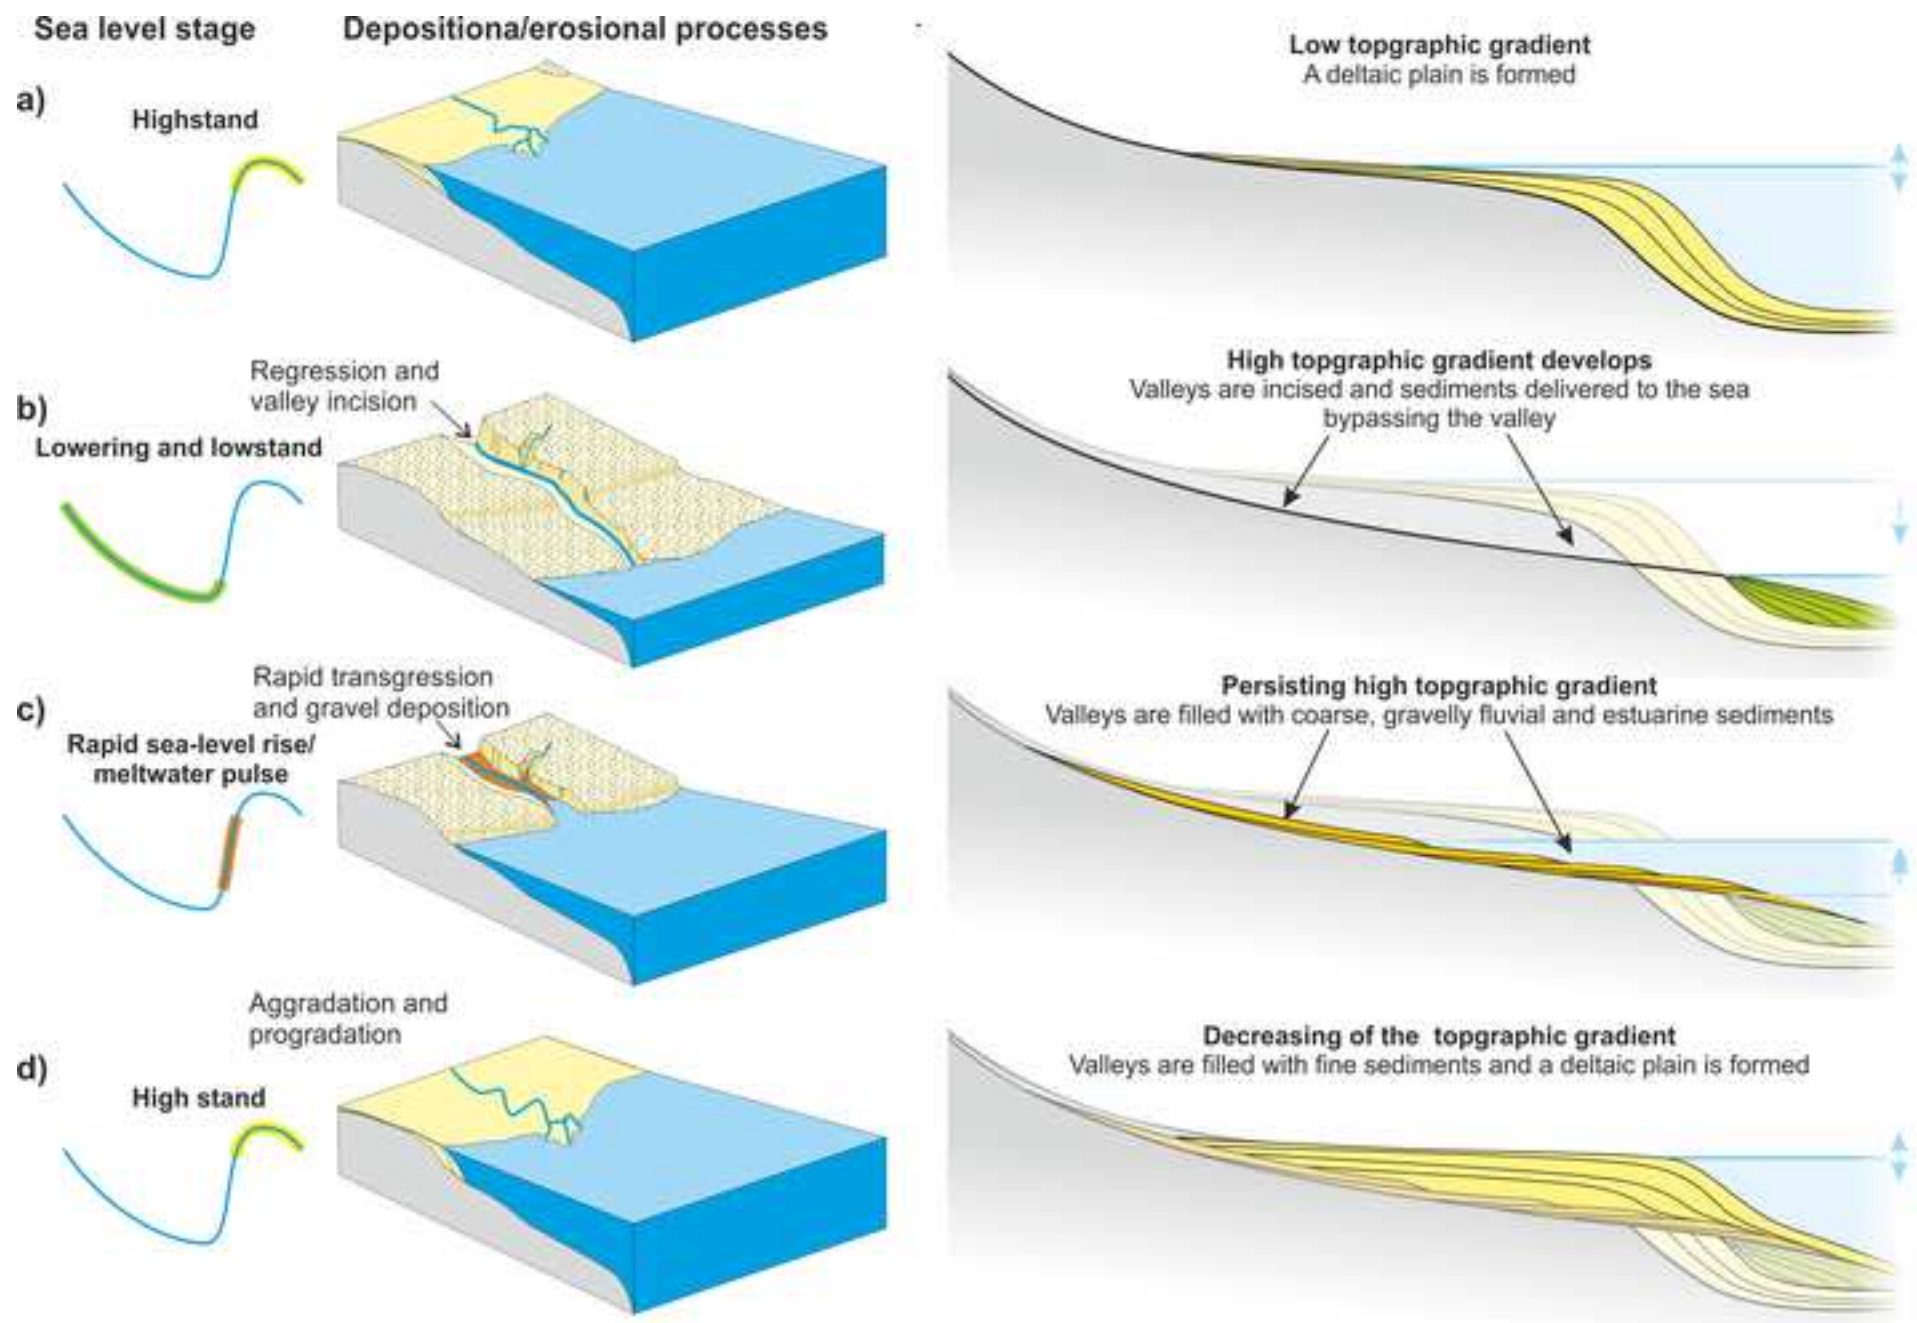 Sea level stage
Depositiona/erosional processes
a)
Highstand
Low topgraphic gradient
A deltaic plain is formed
b)
Regression and
valley incision
Lowering and lowstand
High topgraphic gradient develops
Valleys are incised and sediments delivered to the sea
bypassing the valley
c)
Rapid transgression
and gravel deposition
Rapid sea-level rise/
meltwater pulse
Persisting high topgraphic gradient
Valleys are filled with coarse, gravelly fluvial and estuarine sediments
d)
Aggradation and
progradation
High stand
Decreasing of the topgraphic gradient
Valleys are filled with fine sediments and a deltaic plain is formed